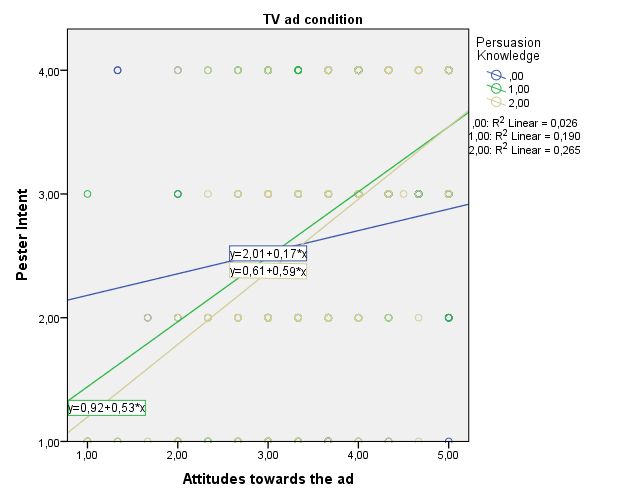 TV ad condition
Persuasion
Knowledge
,00
1,00
2,00
,00: R2 Linear = 0,026
1,00: R2 Linear = 0,190
2,00: R2 Linear = 0,265
Pester Intent
4,00
3,00
2,00
1,00
y=2,01+0,17*x
y=0,61+0,59*x
y=0,92+0,53*x
1,00 2,00 3,00 4,00 5,00
Attitudes towards the ad